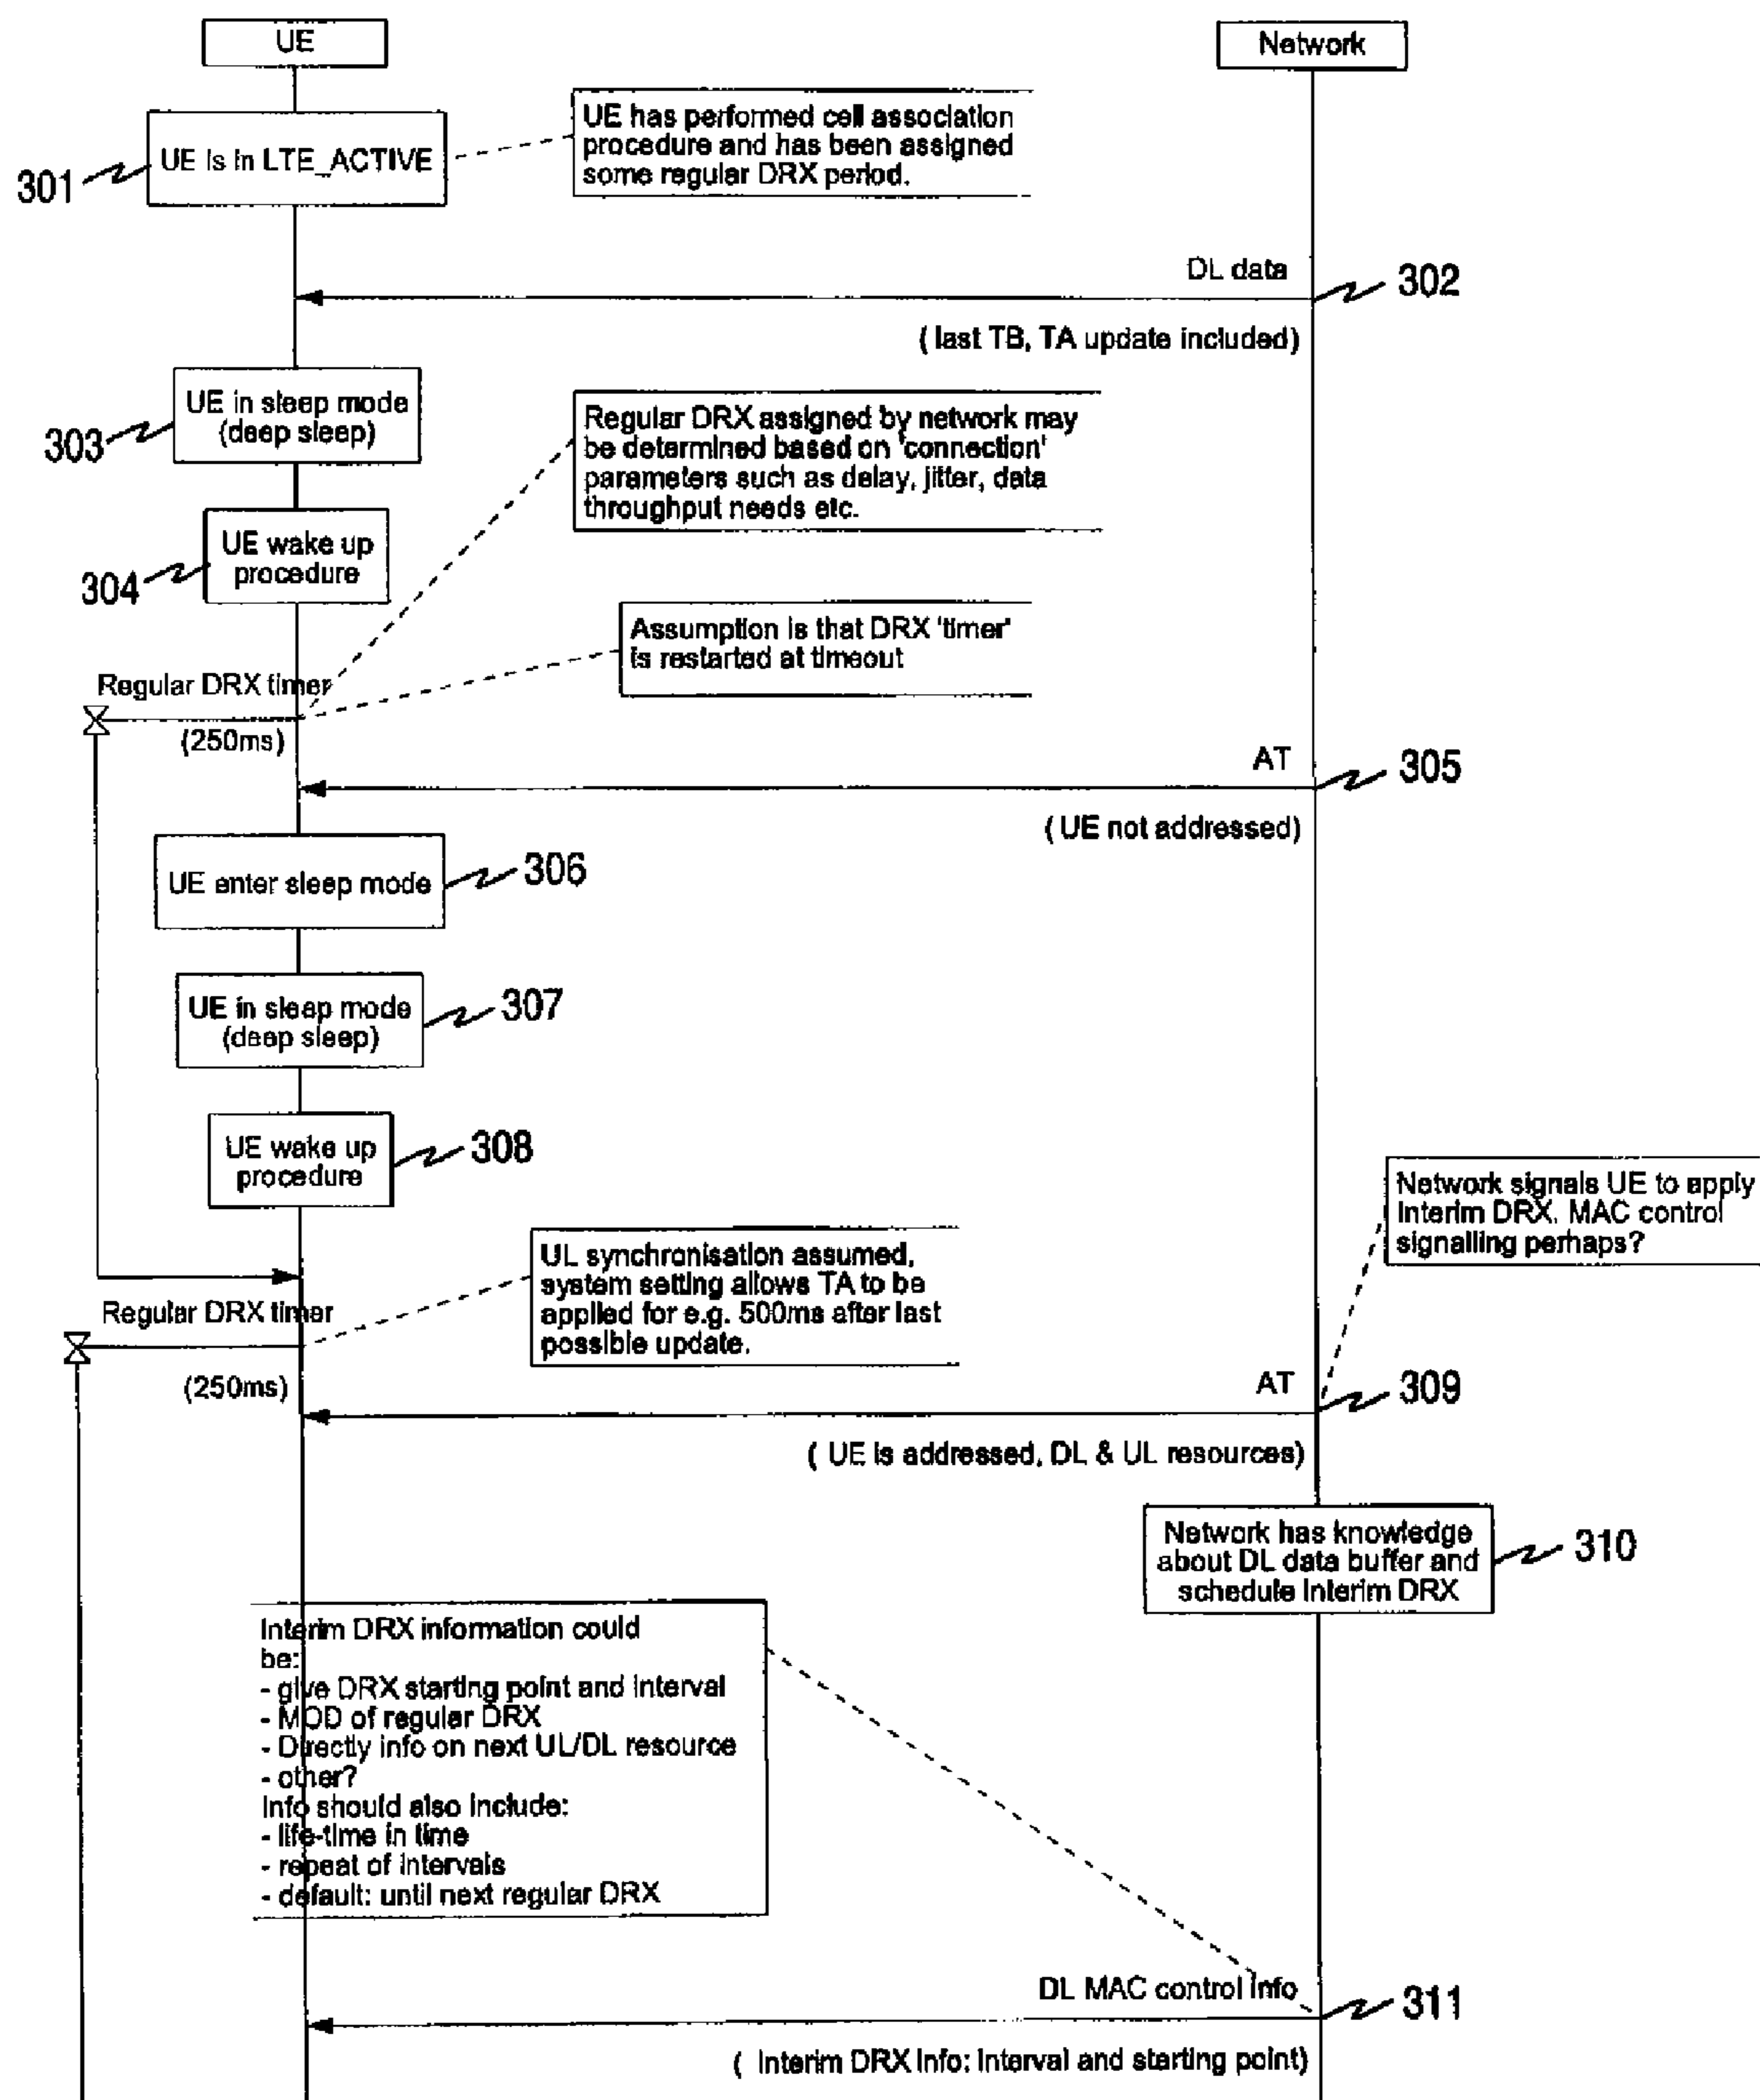 UE
Network
UE is in LTE_ACTIVE
301
UE has performed cell association
procedure and has been assigned
some regular DRX period.
DL data
302
( last TB, TA update included)
UE in sleep mode
(deep sleep)
303
Regular DRX assigned by network may
be determined based on 'connection'
parameters such as delay, jitter, data
throughput needs etc.
UE wake up
procedure
304
Assumption is that DRX 'timer'
is restarted at timeout
Regular DRX timer
(250ms)
AT
305
( UE not addressed)
UE enter sleep mode
306
UE in sleep mode
(deep sleep)
307
UE wake up
procedure
308
Network signals UE to apply
Interim DRX. MAC control
signalling perhaps?
UL synchronisation assumed,
system setting allows TA to be
applied for e.g. 500ms after last
possible update.
Regular DRX timer
(250ms)
AT
309
( UE is addressed, DL & UL resources)
Network has knowledge
about DL data buffer and
schedule Interim DRX
310
Interim DRX information could
be:
- give DRX starting point and interval
- MOD of regular DRX
- Directly info on next UL/DL resource
- other?
Info should also include:
- life-time in time
- repeat of intervals
- default: until next regular DRX
DL MAC control info
311
( Interim DRX Info: Interval and starting point)